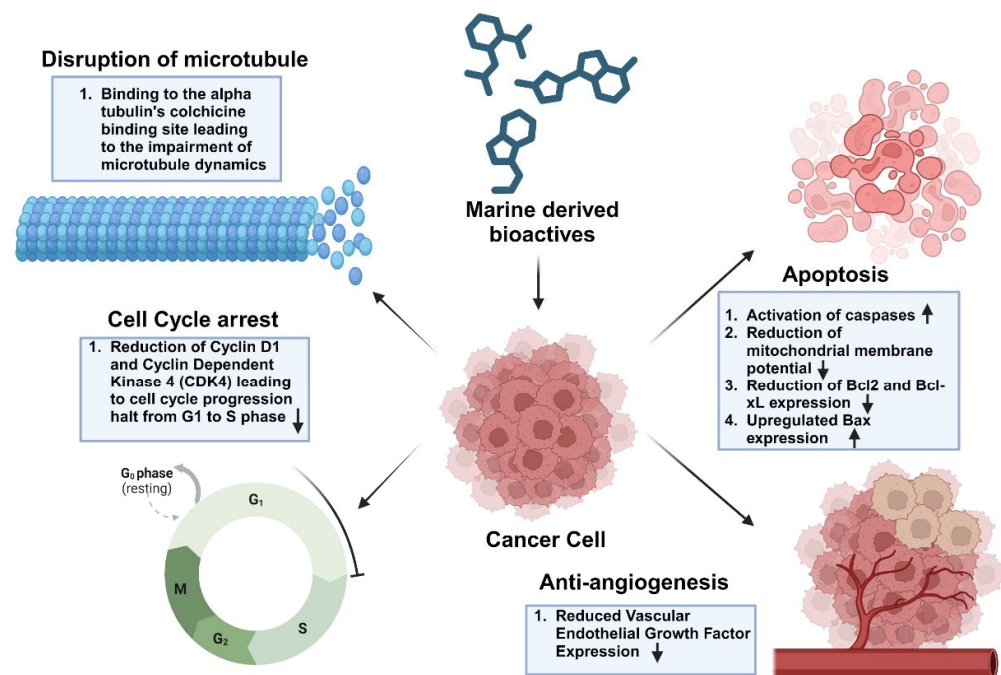 Disruption of microtubule
1. Binding to the alpha
tubulin's colchicine
binding site leading
to the impairment of
microtubule dynamics
Marine derived
bioactives
Apoptosis
1. Activation of caspases
2. Reduction of
mitochondrial membrane
potential
3. Reduction of Bcl2 and Bcl-
xL expression
4. Upregulated Bax
expression
Cell Cycle arrest
1. Reduction of Cyclin D1
and Cyclin Dependent
Kinase 4 (CDK4) leading
to cell cycle progression
halt from G1 to S phase
G₀ phase
(resting)
G₁
M
S
G₂
Cancer Cell
Anti-angiogenesis
1. Reduced Vascular
Endothelial Growth Factor
Expression